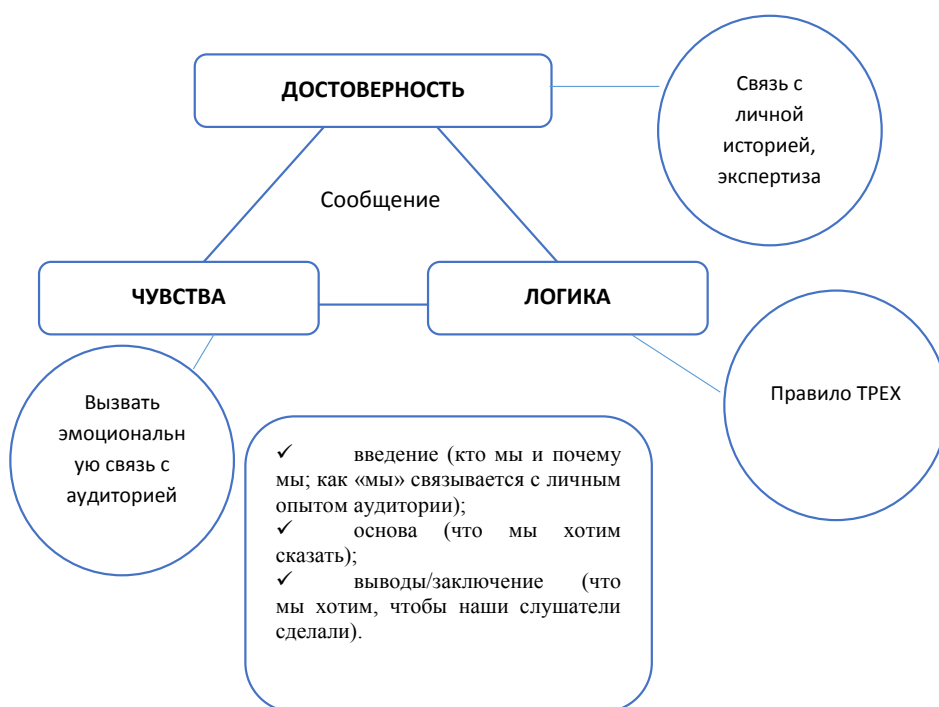 ДОСТОВЕРНОСТЬ
Связь с
личной
историей,
экспертиза
Сообщение
ЧУВСТВА
ЛОГИКА
Вызвать
эмоциональн
ую связь с
аудиторией
Правило ТРЕХ
✓ введение (кто мы и почему
мы; как «мы» связывается с личным
опытом аудитории);
✓ основа (что мы хотим
сказать);
✓ выводы/заключение (что
мы хотим, чтобы наши слушатели
сделали).